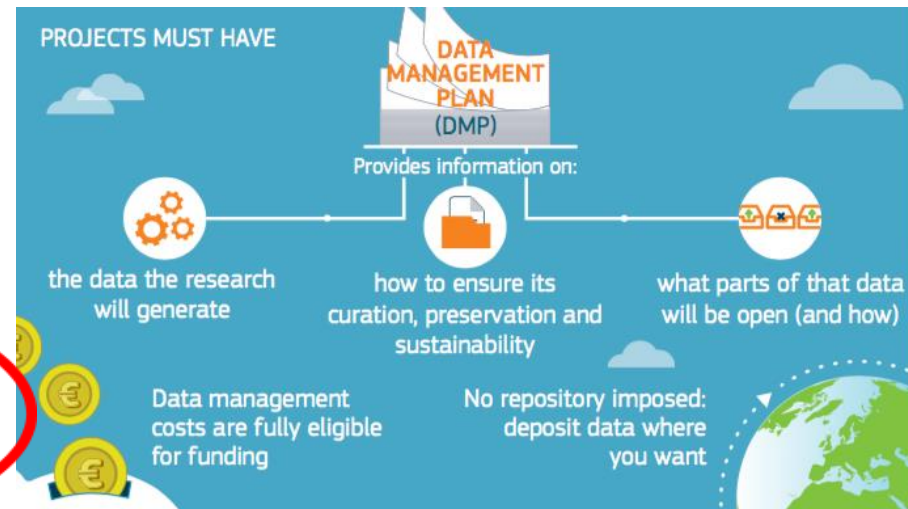 PROJECTS MUST HAVE
DATA
MANAGEMENT
PLAN
(DMP)
Provides information on:
the data the research
will generate
how to ensure its
curation, preservation and
sustainability
what parts of that data
will be open (and how)
Data management
costs are fully eligible
for funding
No repository imposed:
deposit data where
you want